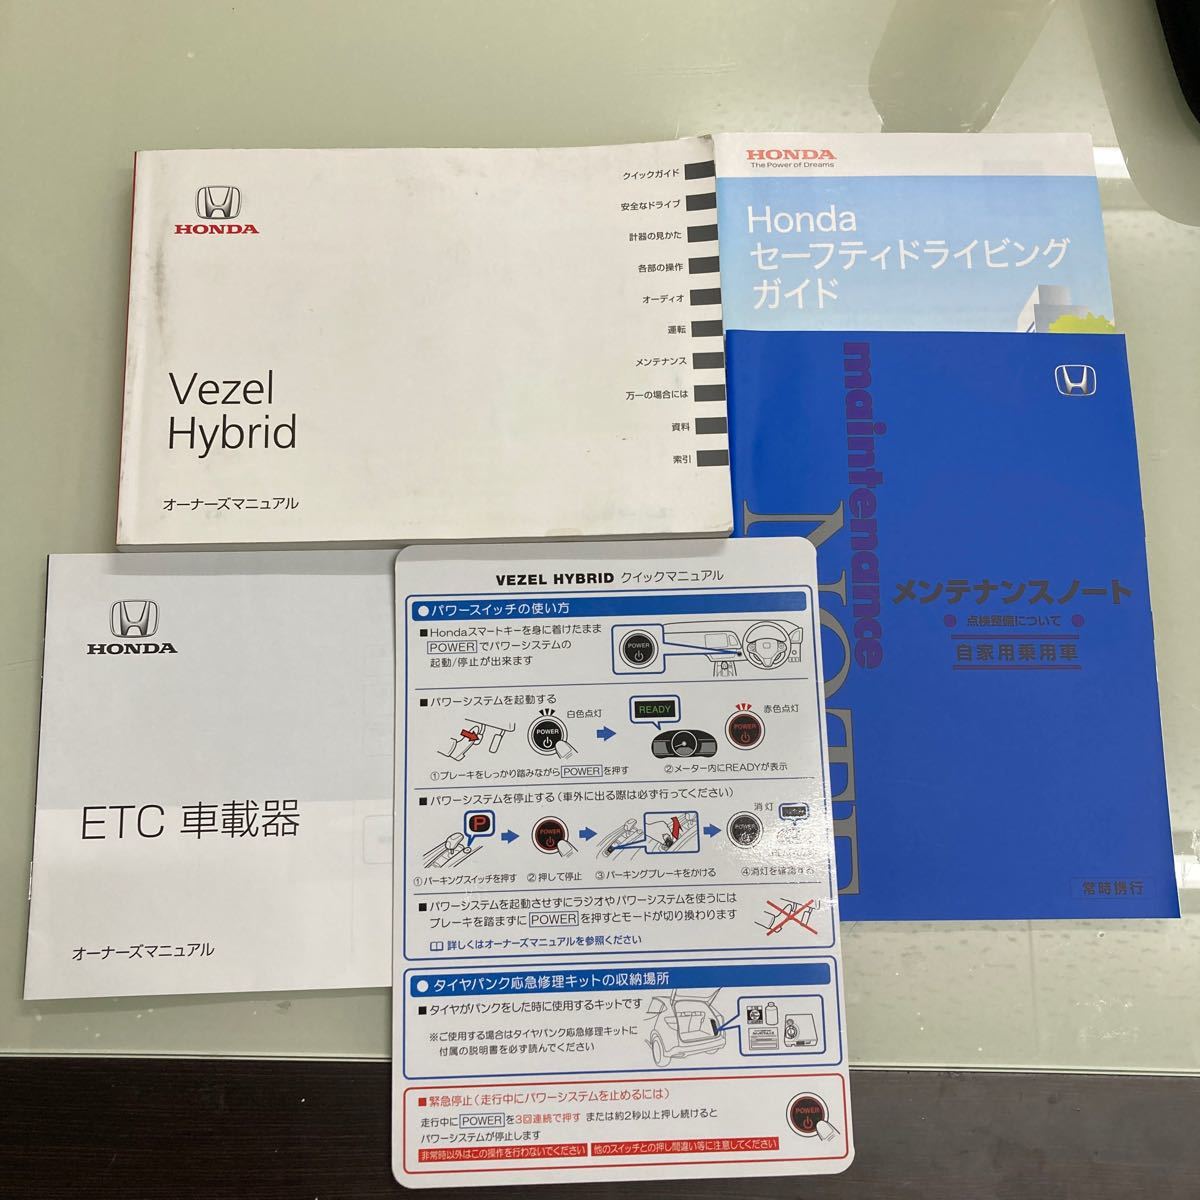 HONDA
Vezel
Hybrid
オーナーズマニュアル
クイックガイド
安全なドライブ
計器の見かた
各部の操作
オーディオ
運転
メンテナンス
万一の場合には
資料
索引
HONDA
The Power of Dreams
Honda
セーフティドライビング
ガイド
maintenance
NOTE
メンテナンスノート
点検整備について
自家用乗用車
常時携行
HONDA
ETC 車載器
オーナーズマニュアル
VEZEL HYBRID クイックマニュアル
●パワースイッチの使い方
■Hondaスマートキーを身に着けたまま
POWER でパワーシステムの
起動/停止が出来ます
POWER
■パワーシステムを起動する
白色点灯
READY
赤色点灯
POWER
POWER
①ブレーキをしっかり踏みながら POWER を押す
②メーター内にREADYが表示
■パワーシステムを停止する(車外に出る際は必ず行ってください)
消灯
P
POWER
POWER
①パーキングスイッチを押す ②押して停止 ③パーキングブレーキをかける ④消灯を確認する
■パワーシステムを起動させずにラジオやパワーシステムを使うには
ブレーキを踏まずに POWER を押すとモードが切り換わります
詳しくはオーナーズマニュアルを参照ください
●タイヤパンク応急修理キットの収納場所
■タイヤがパンクをした時に使用するキットです
※ご使用する場合はタイヤパンク応急修理キットに
付属の説明書を必ず読んでください
■緊急停止(走行中にパワーシステムを止めるには)
走行中に POWER を3回連続で押す または約2秒以上押し続けると
パワーシステムが停止します
POWER
非常時以外はこの操作を行わないでください 他のスイッチとの押し間違い等に注意してください